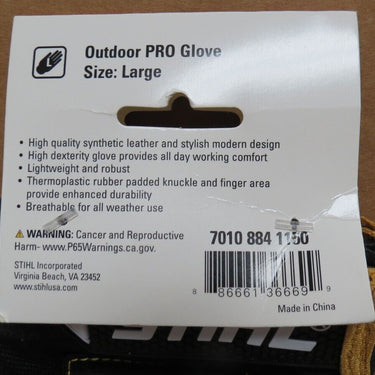 Outdoor PRO Glove
Size: Large
• High quality synthetic leather and stylish modern design
• High dexterity glove provides all day working comfort
• Lightweight and robust
• Thermoplastic rubber padded knuckle and finger area
provide enhanced durability
• Breathable for all weather use
⚠ WARNING: Cancer and Reproductive
Harm- www.P65Warnings.ca.gov.
STIHL Incorporated
Virginia Beach, VA 23452
www.stihlusa.com
7010 884 1150
8 86661 36669
Made in China
STIHL®